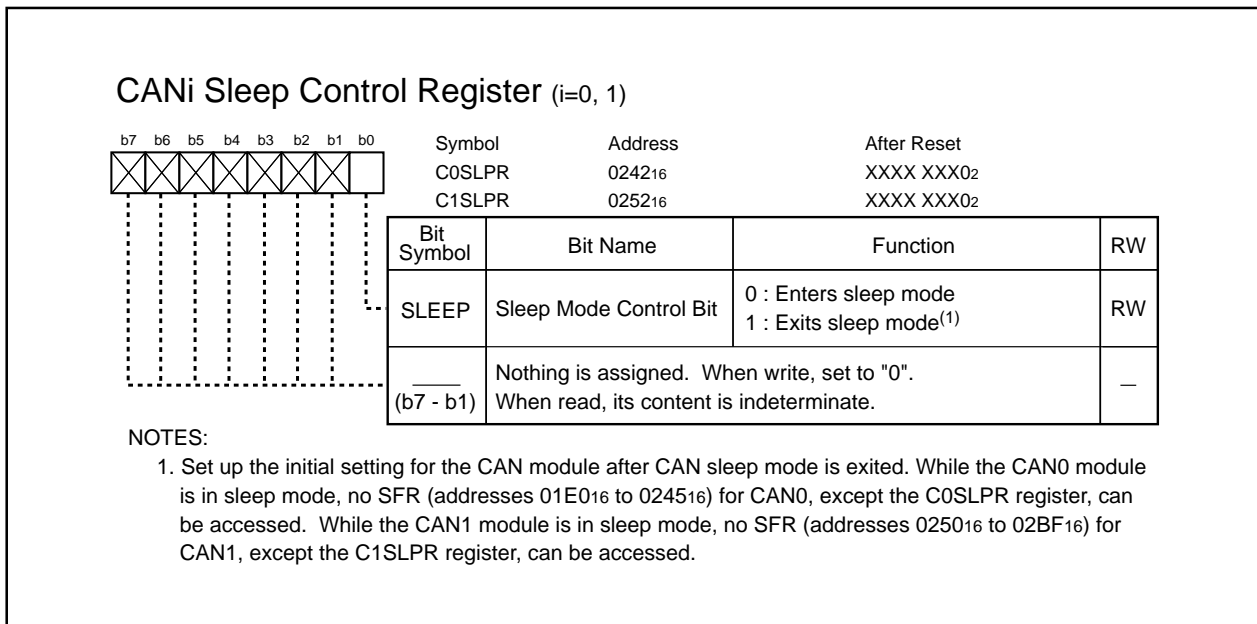 CANi Sleep Control Register (i=0, 1)
b7 b6 b5 b4 b3 b2 b1 b0
Symbol Address After Reset
C0SLPR 024216 XXXX XXX02
C1SLPR 025216 XXXX XXX02
Bit Symbol Bit Name Function RW
SLEEP Sleep Mode Control Bit 0 : Enters sleep mode
1 : Exits sleep mode(1) RW
(b7 - b1) Nothing is assigned. When write, set to "0".
When read, its content is indeterminate. —
NOTES:
1. Set up the initial setting for the CAN module after CAN sleep mode is exited. While the CAN0 module
is in sleep mode, no SFR (addresses 01E016 to 024516) for CAN0, except the C0SLPR register, can
be accessed. While the CAN1 module is in sleep mode, no SFR (addresses 025016 to 02BF16) for
CAN1, except the C1SLPR register, can be accessed.